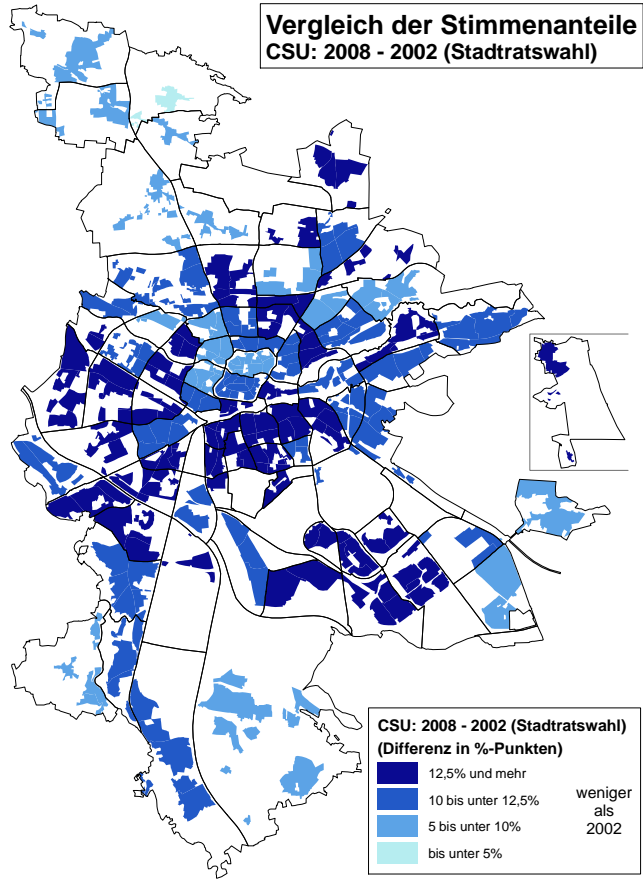 Vergleich der Stimmenanteile
CSU: 2008 - 2002 (Stadtratswahl)
CSU: 2008 - 2002 (Stadtratswahl)
(Differenz in %-Punkten)
12,5% und mehr
10 bis unter 12,5%
5 bis unter 10%
bis unter 5%
weniger
als
2002